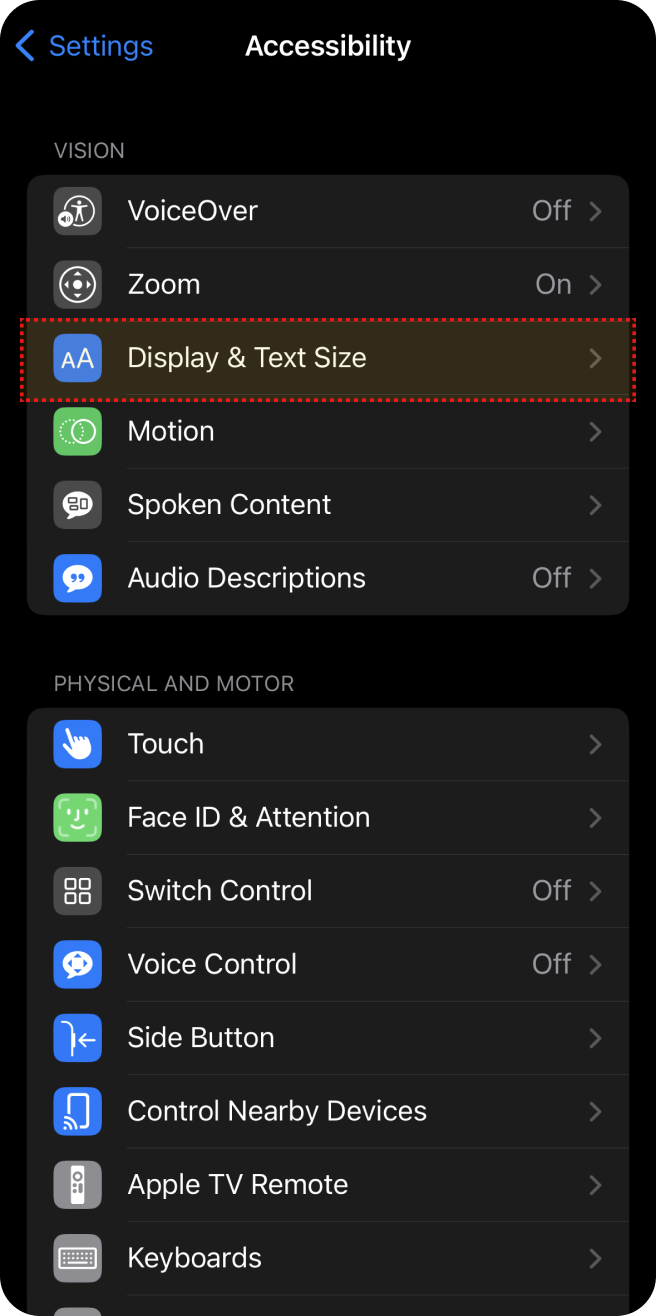 Settings
Accessibility
VISION
VoiceOver Off
Zoom On
AA Display & Text Size
Motion
Spoken Content
Audio Descriptions Off
PHYSICAL AND MOTOR
Touch
Face ID & Attention
Switch Control Off
Voice Control Off
Side Button
Control Nearby Devices
Apple TV Remote
Keyboards